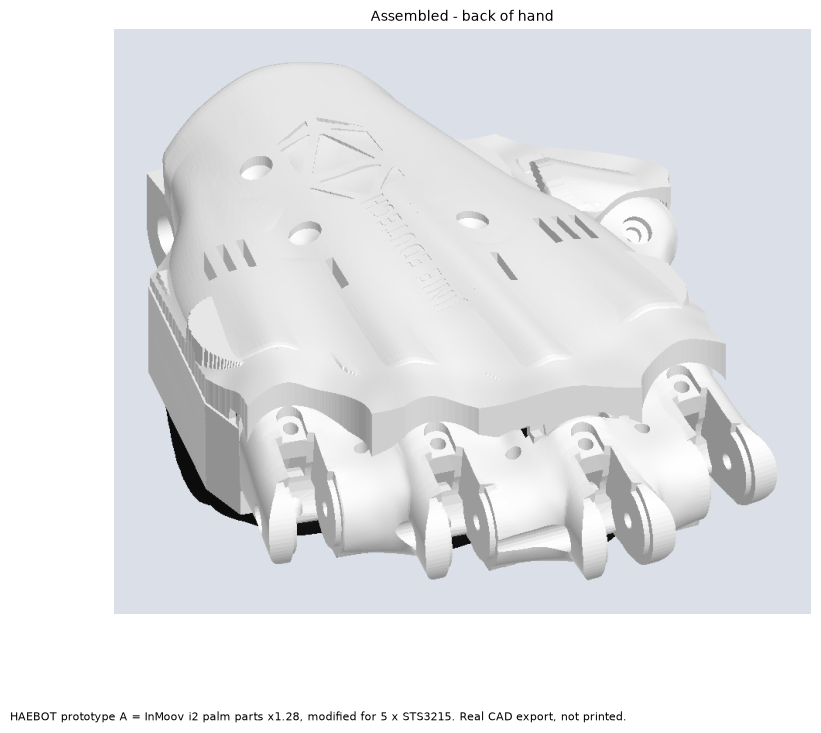 Assembled - back of hand
HAEBOT prototype A = InMoov i2 palm parts x1.28, modified for 5 x STS3215. Real CAD export, not printed.